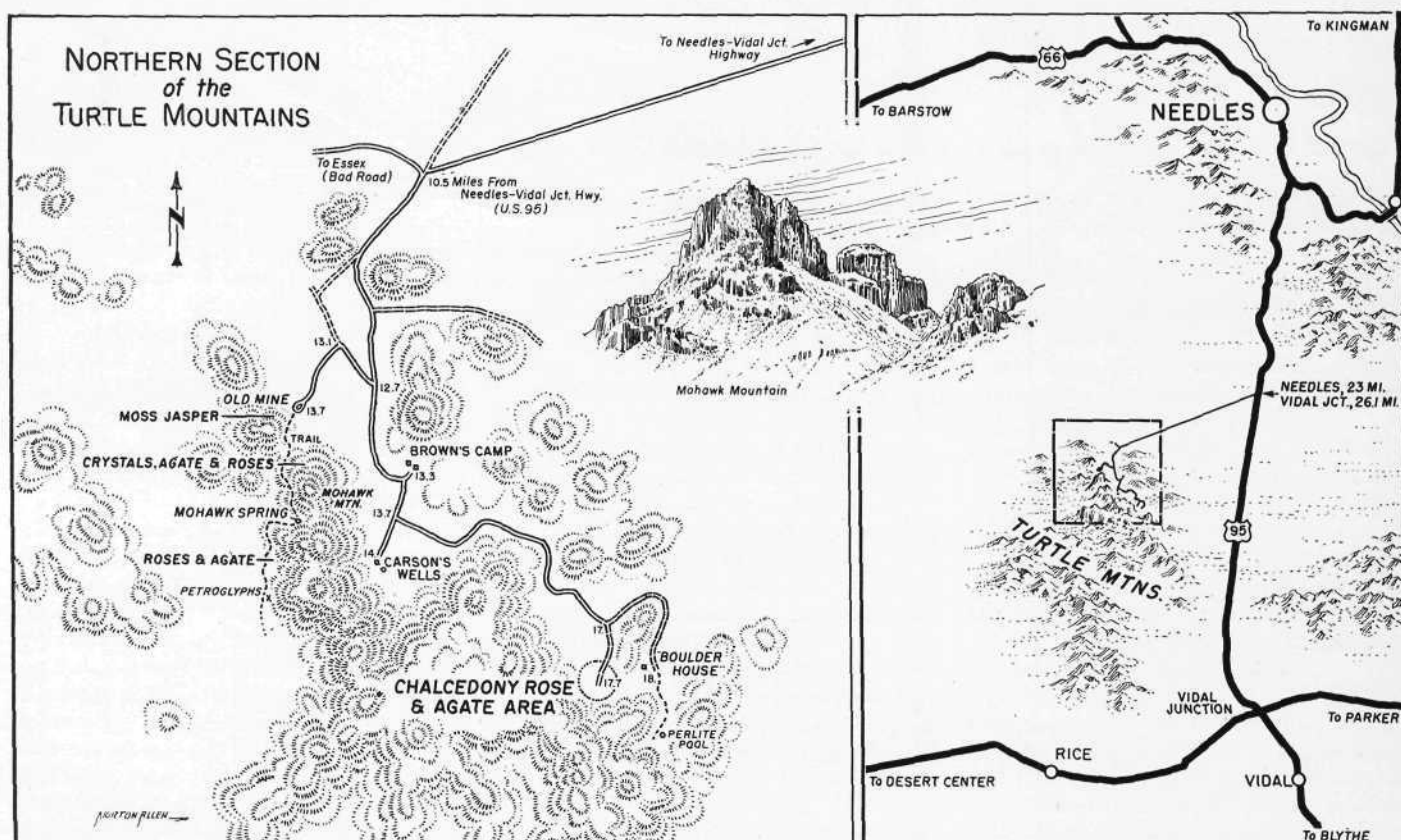 NORTHERN SECTION
of the
TURTLE MOUNTAINS
N
To Needles-Vidal Jct.
Highway
To Essex
(Bad Road)
10.5 Miles From
Needles-Vidal Jct. Hwy.
(U.S. 95)
13.1
12.7
OLD MINE
13.7
MOSS JASPER
TRAIL
BROWN'S CAMP
13.3
CRYSTALS, AGATE & ROSES
MOHAWK
MTN.
MOHAWK SPRING
13.7
14.
CARSON'S
WELLS
ROSES & AGATE
PETROGLYPHS
17.
BOULDER
HOUSE
18.
17.7
CHALCEDONY ROSE
& AGATE AREA
PERLITE
POOL
NORTON ALLEN
Mohawk Mountain
To KINGMAN
66
To BARSTOW
NEEDLES
NEEDLES, 23 MI.
VIDAL JCT., 26.1 MI.
TURTLE MTNS.
95
VIDAL
JUNCTION
To PARKER
RICE
To DESERT CENTER
VIDAL
To BLYTHE